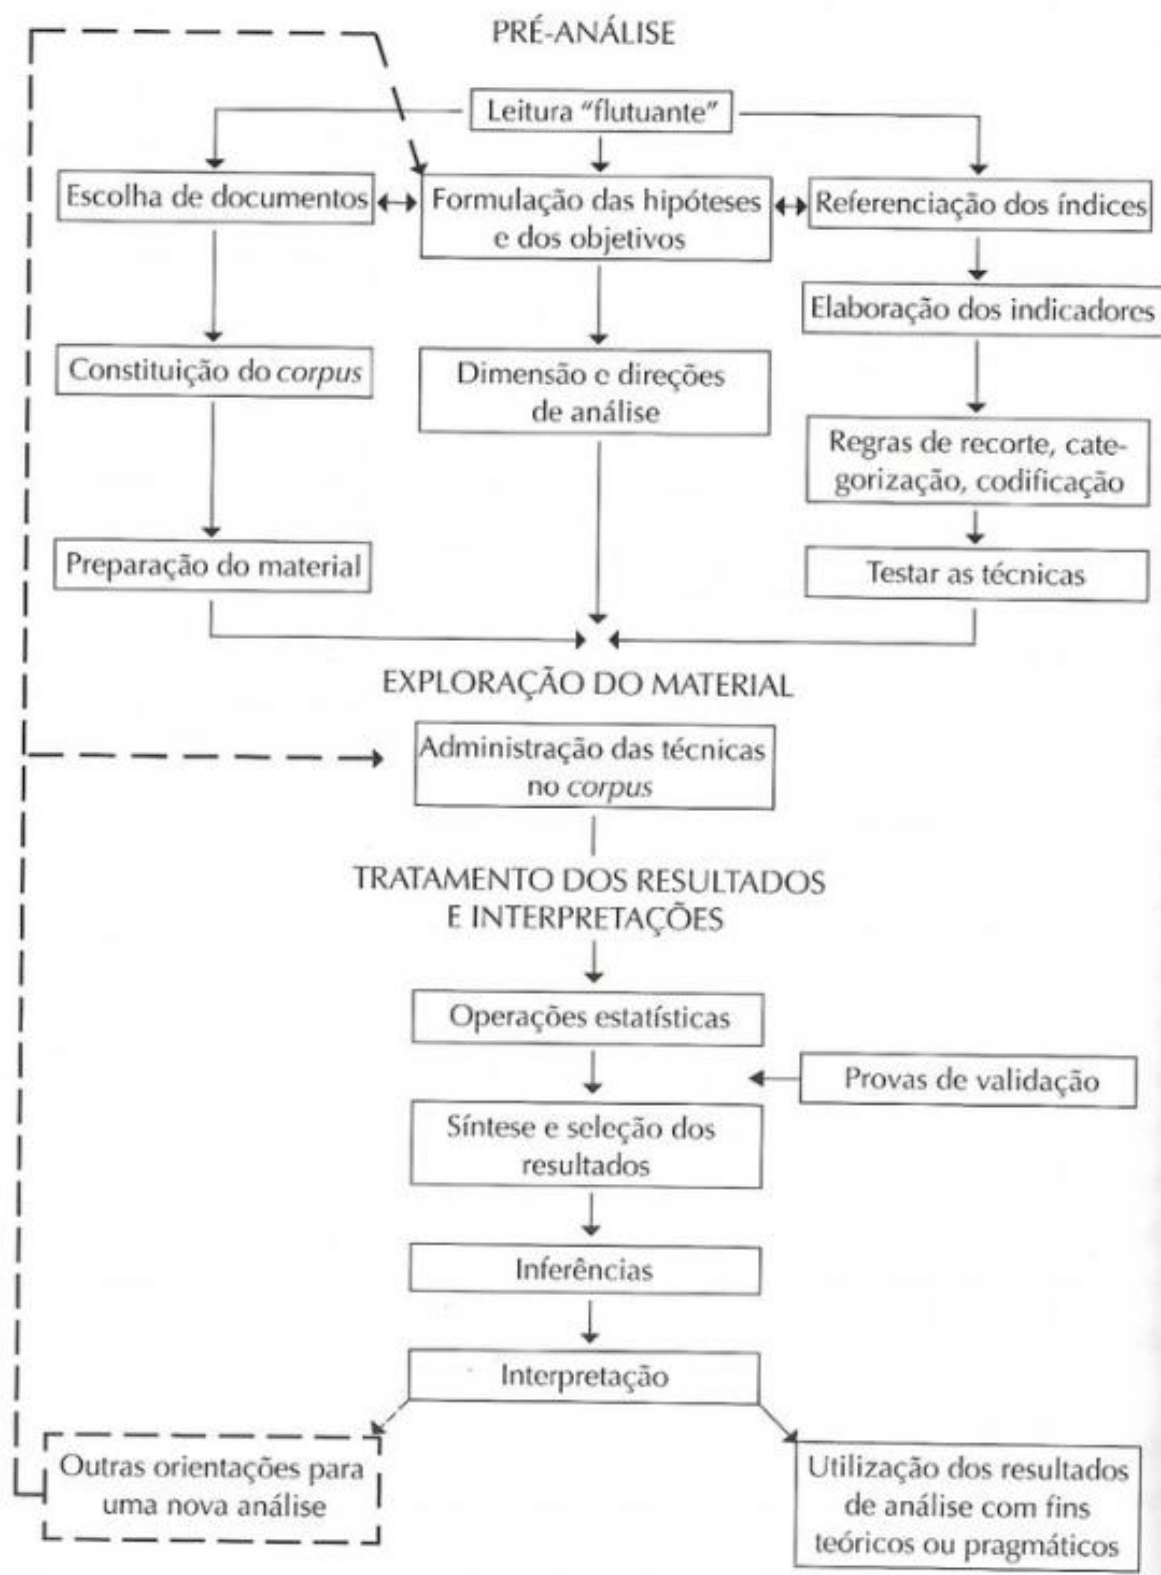 PRÉ-ANÁLISE
Leitura “flutuante”
Escolha de documentos
Formulação das hipóteses
e dos objetivos
Referenciação dos índices
Elaboração dos indicadores
Constituição do corpus
Dimensão e direções
de análise
Regras de recorte, cate-
gorização, codificação
Preparação do material
Testar as técnicas
EXPLORAÇÃO DO MATERIAL
Administração das técnicas
no corpus
TRATAMENTO DOS RESULTADOS
E INTERPRETAÇÕES
Operações estatísticas
Provas de validação
Síntese e seleção dos
resultados
Inferências
Interpretação
Outras orientações para
uma nova análise
Utilização dos resultados
de análise com fins
teóricos ou pragmáticos